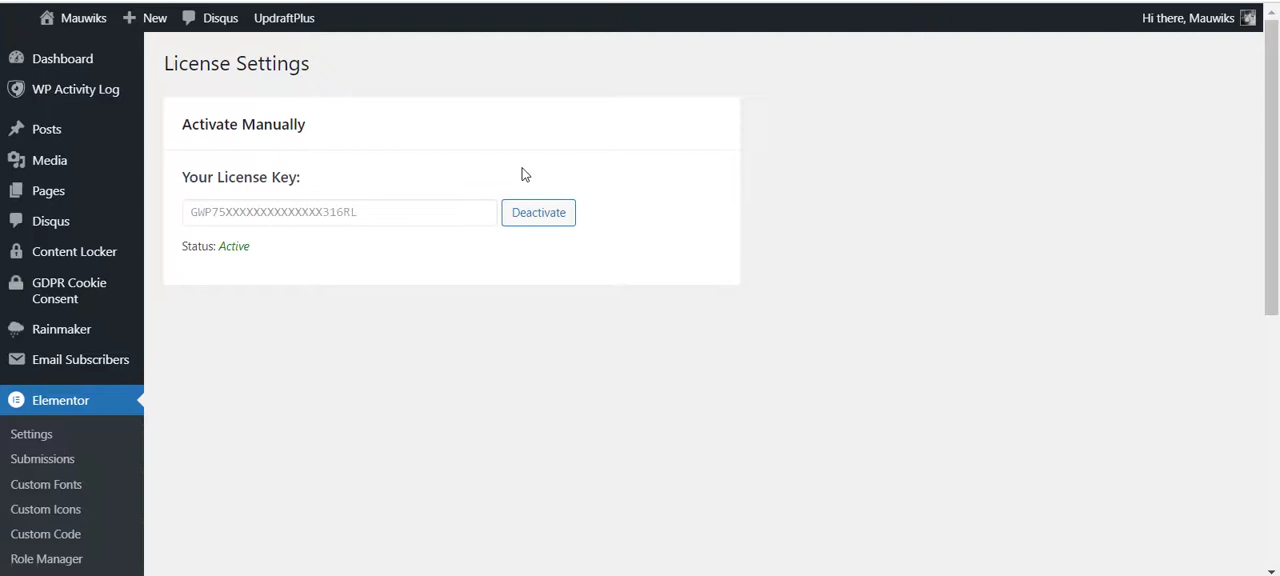 Mauwiks New Disqus UpdraftPlus Hi there, Mauwiks
Dashboard
WP Activity Log
Posts
Media
Pages
Disqus
Content Locker
GDPR Cookie
Consent
Rainmaker
Email Subscribers
Elementor
Settings
Submissions
Custom Fonts
Custom Icons
Custom Code
Role Manager
License Settings
Activate Manually
Your License Key:
GWP75XXXXXXXXXXXXXX316RL Deactivate
Status: Active